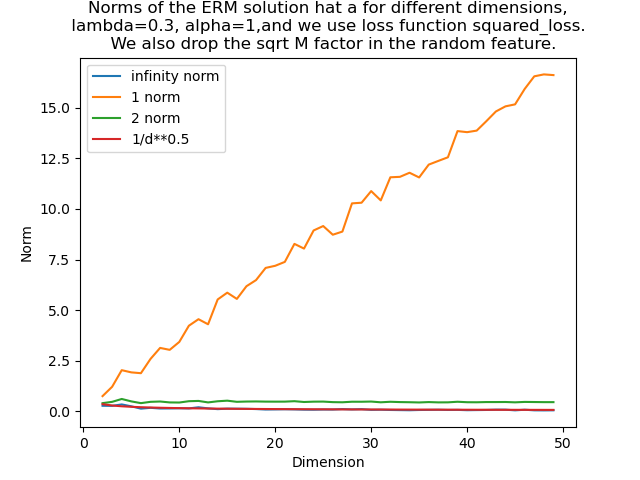 Norms of the ERM solution hat a for different dimensions,
lambda=0.3, alpha=1,and we use loss function squared_loss.
We also drop the sqrt M factor in the random feature.
infinity norm
1 norm
2 norm
1/d**0.5
Norm
15.0
12.5
10.0
7.5
5.0
2.5
0.0
0 10 20 30 40 50
Dimension